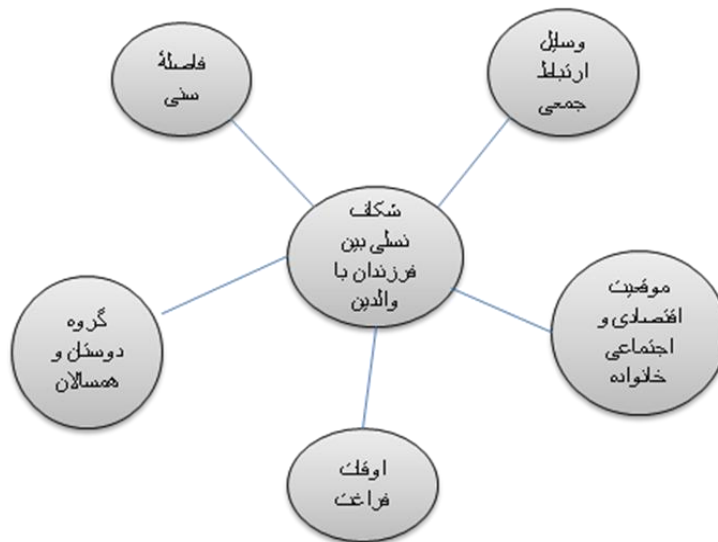 وسایل
ارتباط
جمعی
فاصلۀ
سنی
شکاف
نسلی بین
فرزندان با
والدین
موقعیت
اقتصادی و
اجتماعی
خانواده
گروه
دوستان و
همسالان
اوقات
فراغت